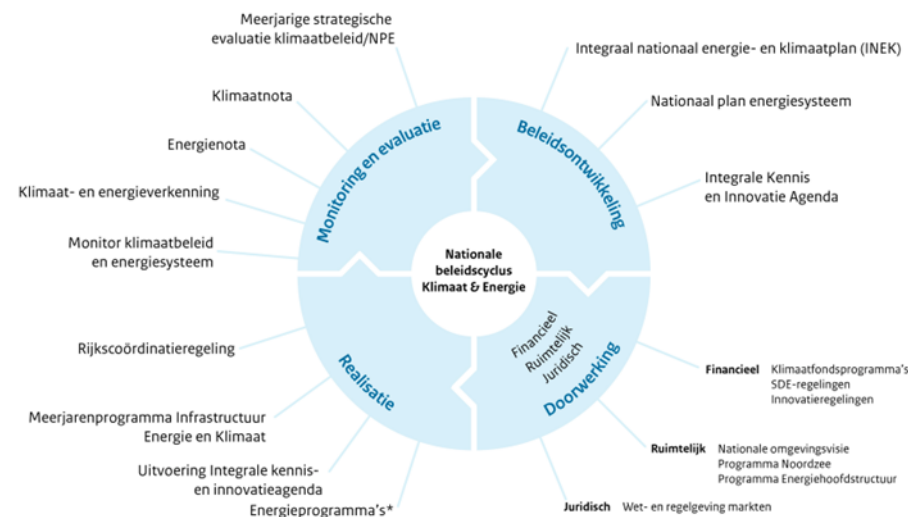 Meerjarige strategische
evaluatie klimaatbeleid/NPE
Klimaatnota
Energienota
Klimaat- en energieverkenning
Monitor klimaatbeleid
en energiesysteem
Monitoring en evaluatie
Beleidsontwikkeling
Integraal nationaal energie- en klimaatplan (INEK)
Nationaal plan energiesysteem
Integrale Kennis
en Innovatie Agenda
Nationale
beleidscyclus
Klimaat & Energie
Financieel
Ruimtelijk
Juridisch
Doorwerking
Financieel Klimaatfondsprogramma's
SDE-regelingen
Innovatieregelingen
Ruimtelijk Nationale omgevingsvisie
Programma Noordzee
Programma Energiehoofdstructuur
Juridisch Wet- en regelgeving markten
Realisatie
Rijkscoördinatieregeling
Meerjarenprogramma Infrastructuur
Energie en Klimaat
Uitvoering Integrale kennis-
en innovatieagenda
Energieprogramma's*